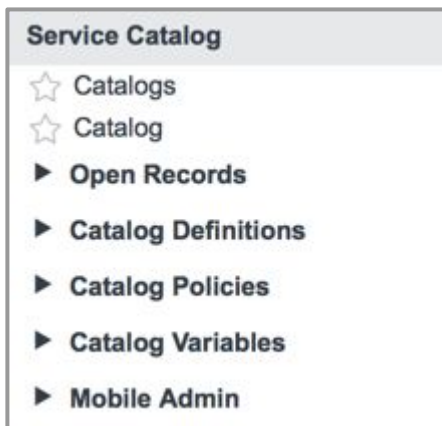 Service Catalog
Catalogs
Catalog
Open Records
Catalog Definitions
Catalog Policies
Catalog Variables
Mobile Admin